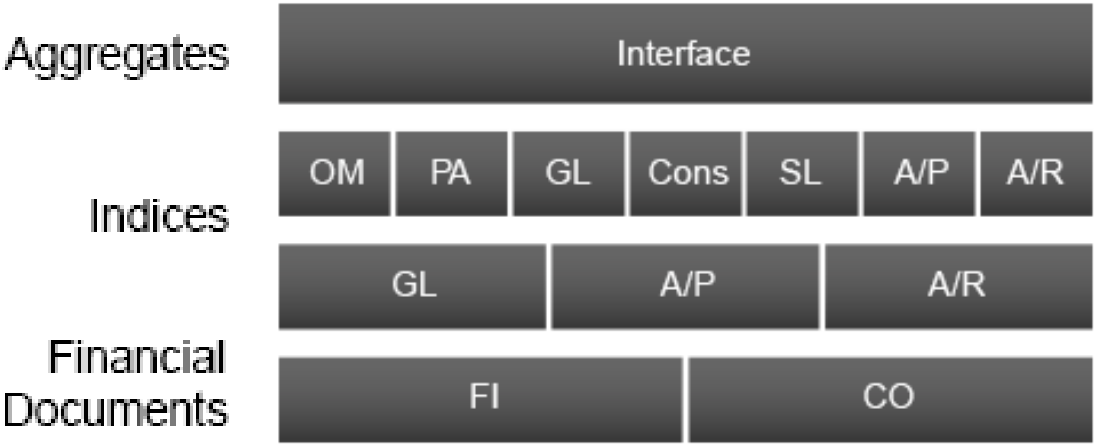 Aggregates
Interface
OM PA GL Cons SL A/P A/R
Indices
GL A/P A/R
Financial
Documents
FI CO